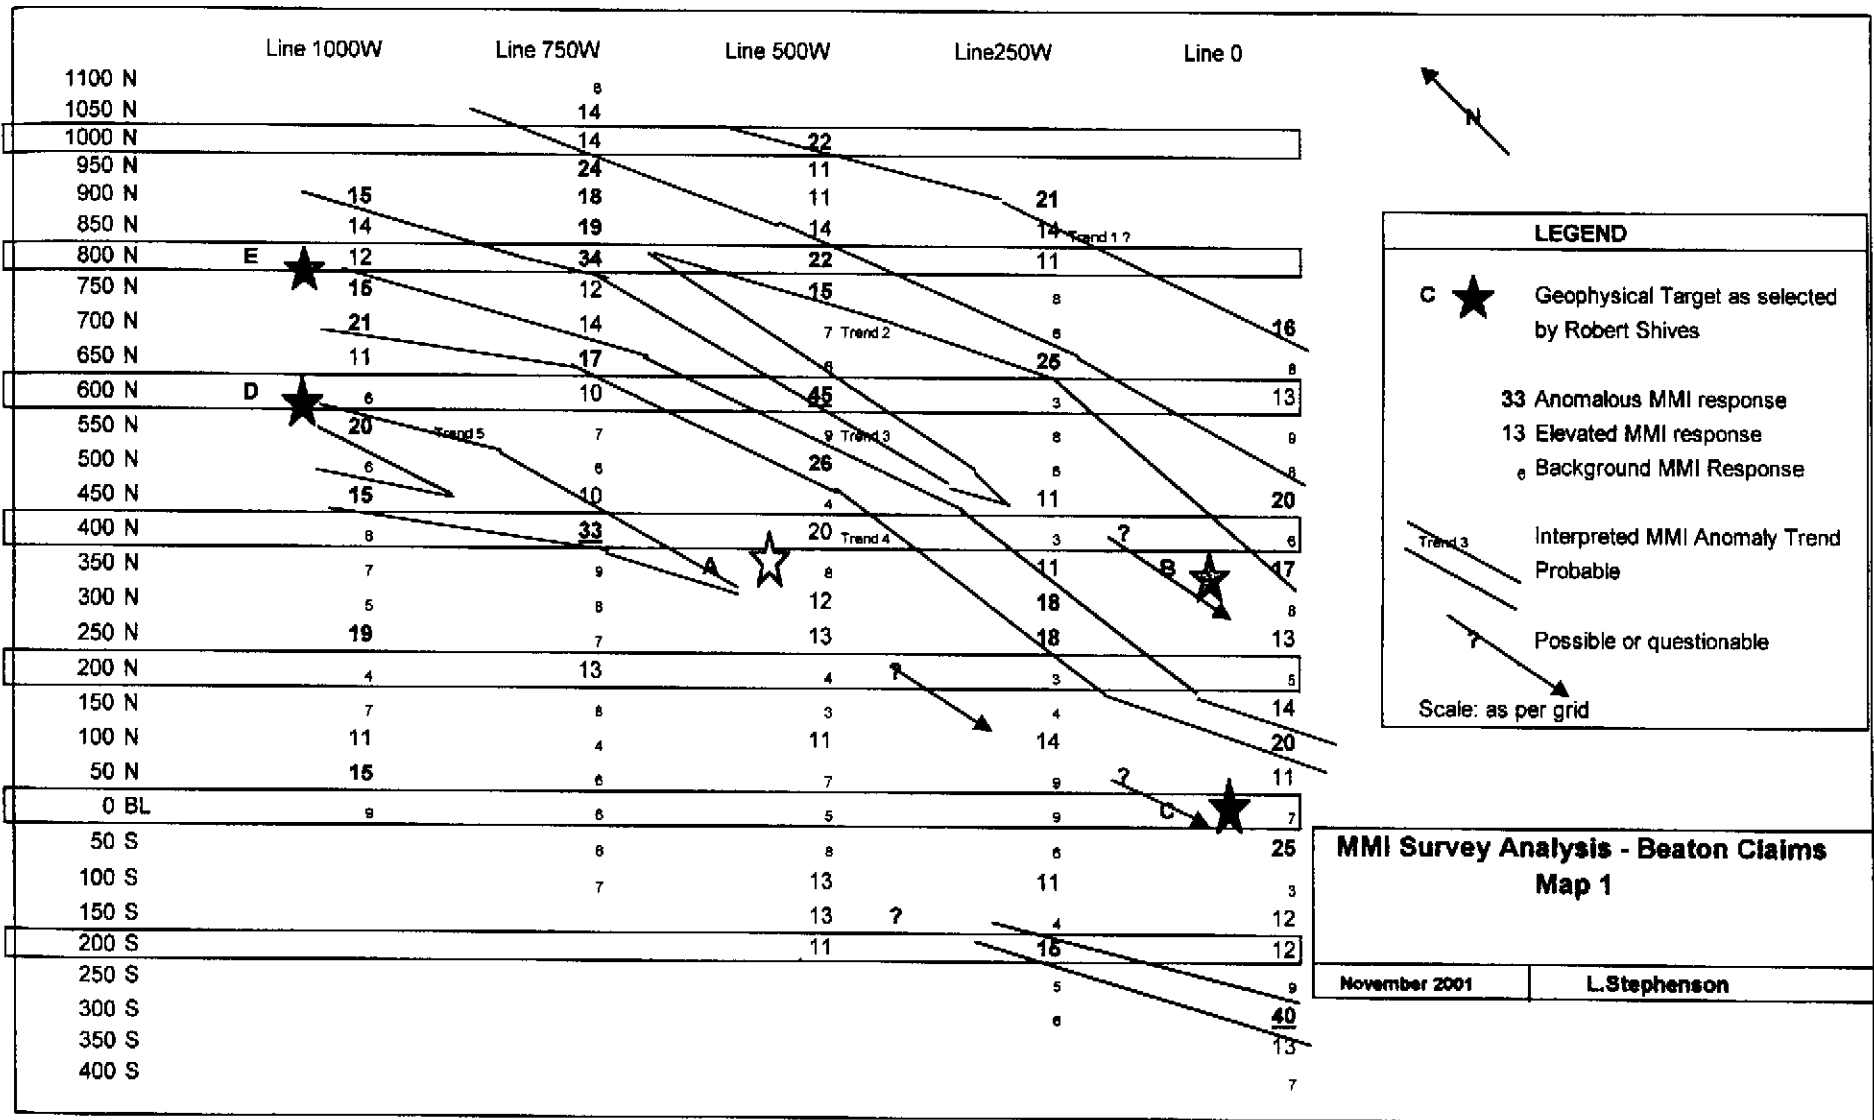 Line 1000W Line 750W Line 500W Line250W Line 0
1100 N 8
1050 N 14
1000 N 14 22
950 N 24 11
900 N 15 18 11 21
850 N 14 19 14 14 Trend 1 ?
800 N E 12 34 22 11
750 N 15 12 15 8
700 N 21 14 7 Trend 2 6 16
650 N 11 17 6 25 8
600 N D 6 10 45 3 13
550 N 20 Trend 5 7 9 Trend 3 8 9
500 N 6 6 26 6 6
450 N 15 10 4 11 20
400 N 8 33 20 Trend 4 3 ? 6
350 N 7 9 A 8 11 B 17
300 N 5 8 12 18 8
250 N 19 7 13 18 13
200 N 4 13 4 ? 3 5
150 N 7 8 3 4 14
100 N 11 4 11 14 20
50 N 15 6 7 9 ? 11
0 BL 9 6 5 9 C 7
50 S 6 8 6 25
100 S 7 13 11 3
150 S 13 ? 4 12
200 S 11 15 12
250 S 5 9
300 S 6 40
350 S 13
400 S 7
N
LEGEND
C Geophysical Target as selected
by Robert Shives
33 Anomalous MMI response
13 Elevated MMI response
6 Background MMI Response
Trend 3 Interpreted MMI Anomaly Trend
Probable
? Possible or questionable
Scale: as per grid
MMI Survey Analysis - Beaton Claims
Map 1
November 2001 L.Stephenson